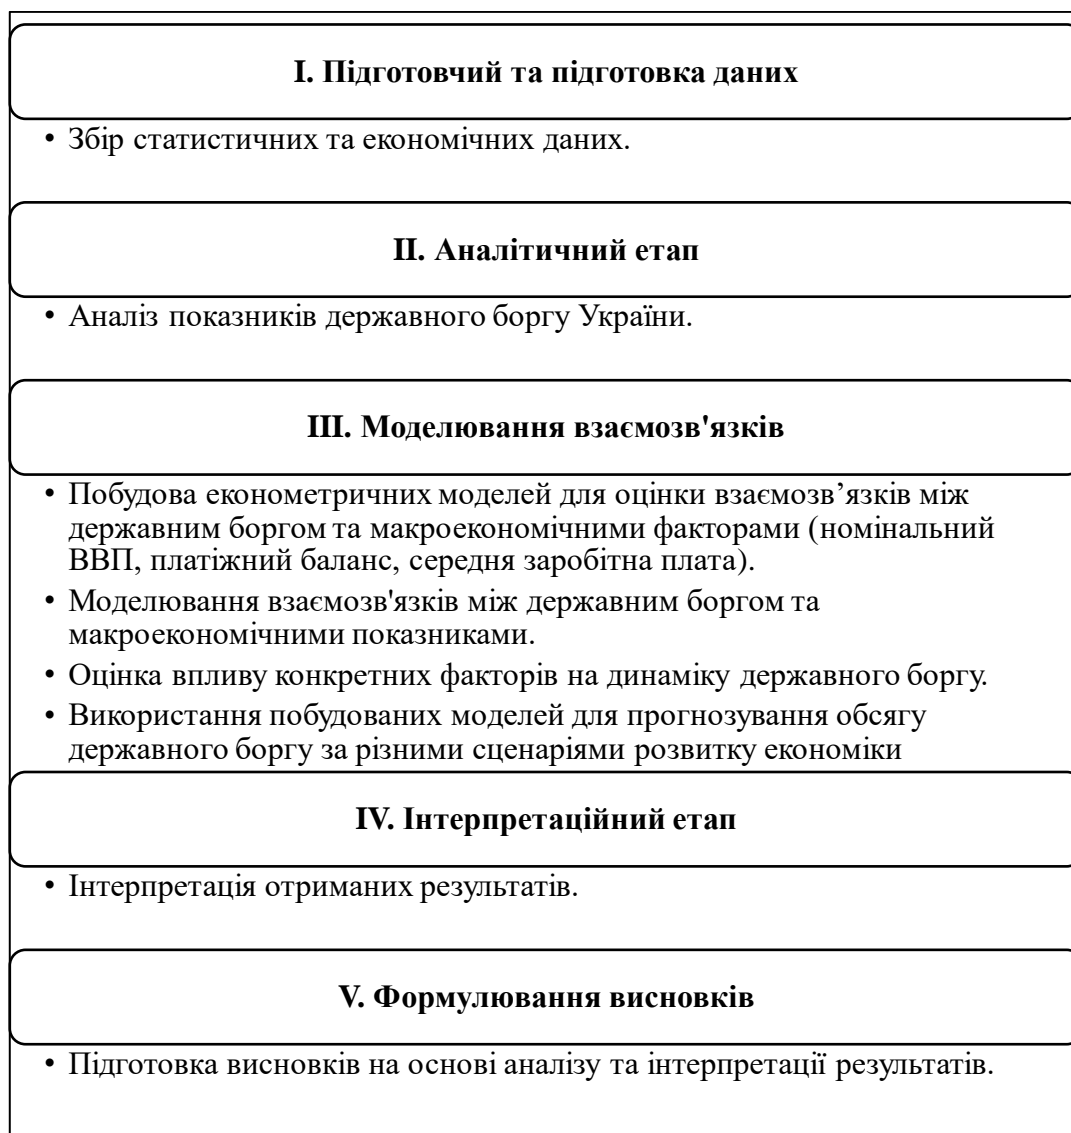 І. Підготовчий та підготовка даних
• Збір статистичних та економічних даних.
ІІ. Аналітичний етап
• Аналіз показників державного боргу України.
ІІІ. Моделювання взаємозв'язків
• Побудова економетричних моделей для оцінки взаємозв’язків між
державним боргом та макроекономічними факторами (номінальний
ВВП, платіжний баланс, середня заробітна плата).
• Моделювання взаємозв'язків між державним боргом та
макроекономічними показниками.
• Оцінка впливу конкретних факторів на динаміку державного боргу.
• Використання побудованих моделей для прогнозування обсягу
державного боргу за різними сценаріями розвитку економіки
IV. Інтерпретаційний етап
• Інтерпретація отриманих результатів.
V. Формулювання висновків
• Підготовка висновків на основі аналізу та інтерпретації результатів.